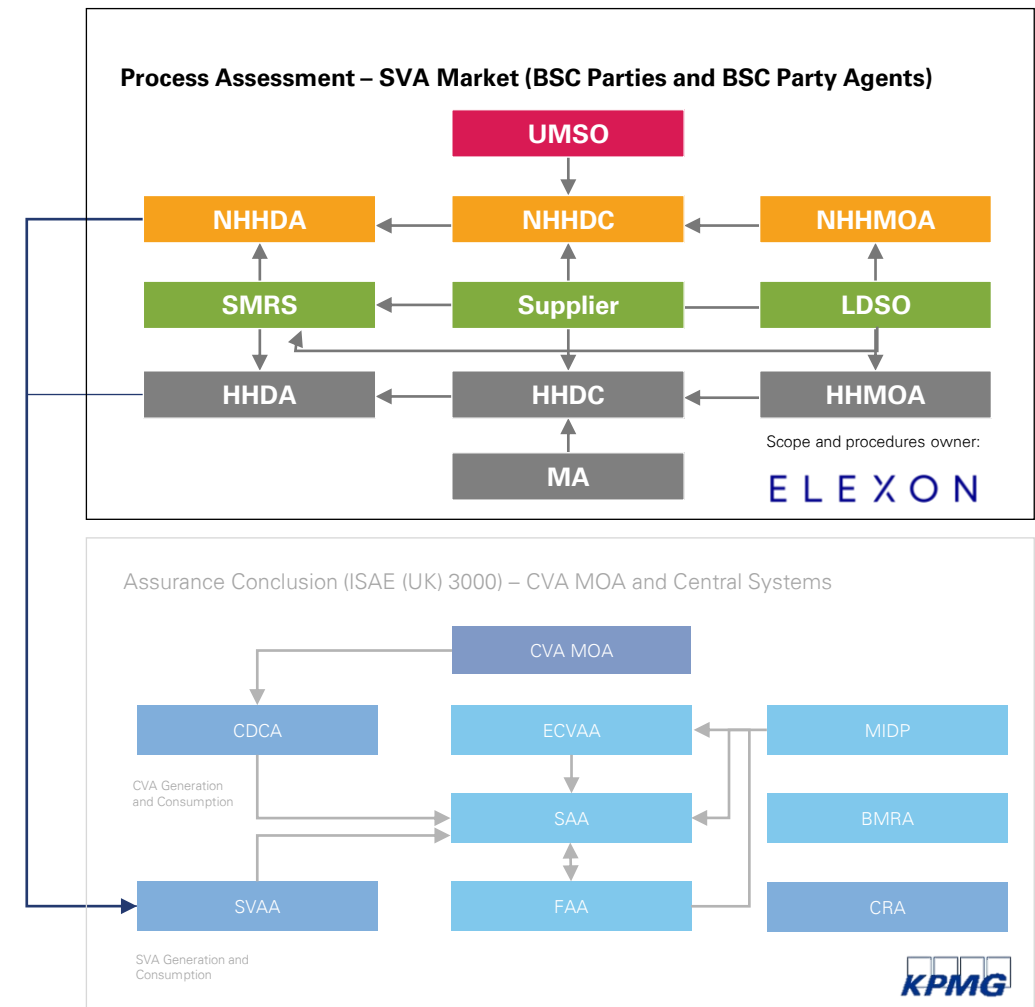 Process Assessment – SVA Market (BSC Parties and BSC Party Agents)
UMSO
NHHDA
NHHDC
NHHMOA
SMRS
Supplier
LDSO
HHDA
HHDC
HHMOA
Scope and procedures owner:
MA
ELEXON
Assurance Conclusion (ISAE (UK) 3000) – CVA MOA and Central Systems
CVA MOA
CDCA
ECVAA
MIDP
CVA Generation
and Consumption
SAA
BMRA
SVAA
FAA
CRA
SVA Generation and
Consumption
KPMG